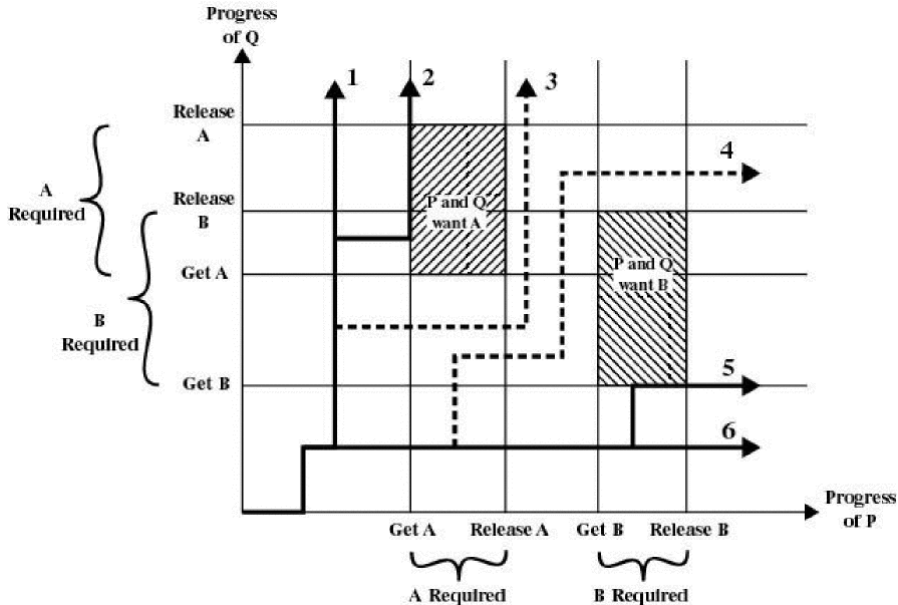 Progress
of Q
1
2
3
Release
A
4
A
Required
Release
B
P and Q
want A
Get A
P and Q
want B
B
Required
Get B
5
6
Progress
of P
Get A
Release A
Get B
Release B
A Required
B Required